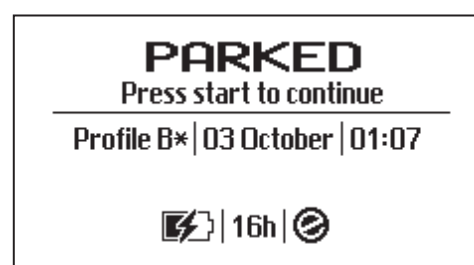 PARKED
Press start to continue
Profile B*|03 October|01:07
16h